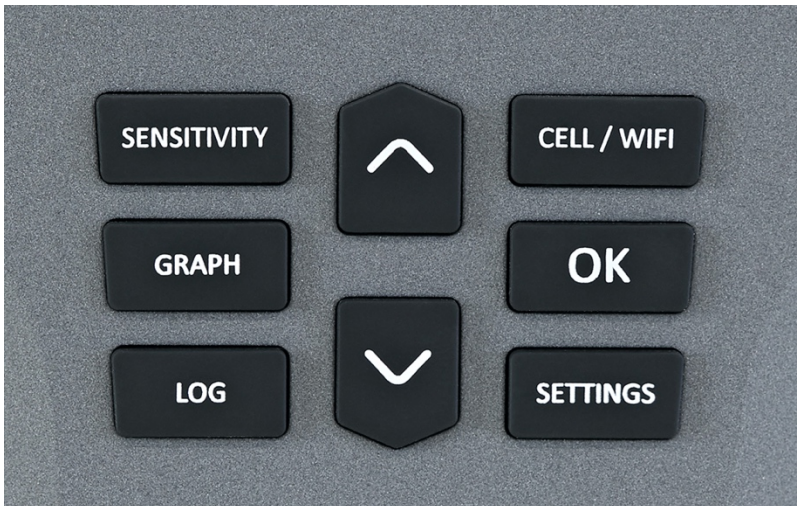 SENSITIVITY
CELL / WIFI
GRAPH
OK
LOG
SETTINGS